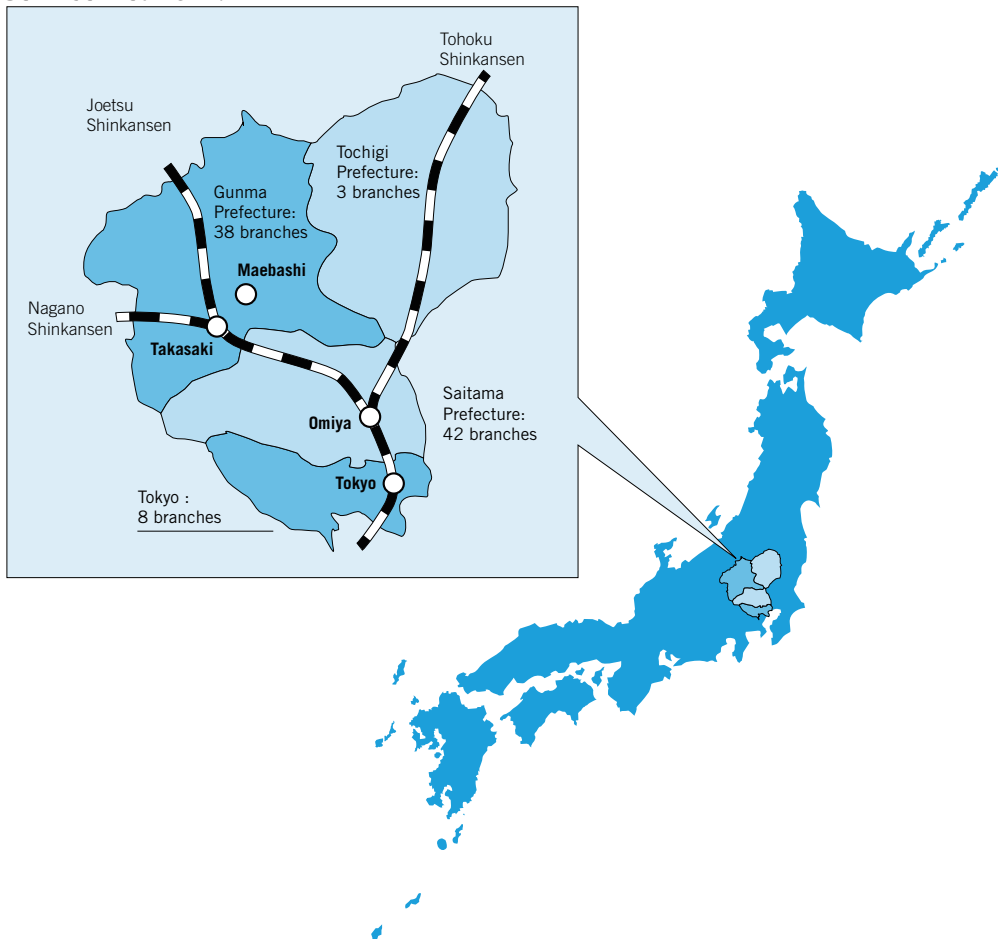 Tohoku
Shinkansen
Joetsu
Shinkansen
Tochigi
Prefecture:
3 branches
Gunma
Prefecture:
38 branches
Maebashi
Nagano
Shinkansen
Takasaki
Saitama
Prefecture:
42 branches
Omiya
Tokyo
Tokyo :
8 branches